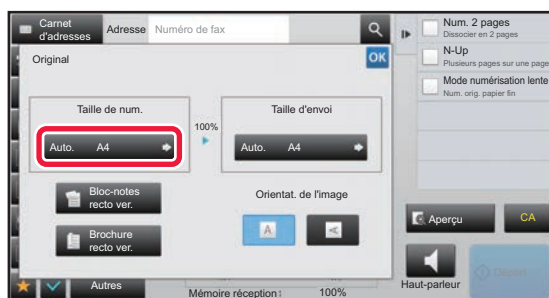 Carnet d'adresses
Adresse
Numéro de fax
Num. 2 pages
Dissocier en 2 pages
N-Up
Plusieurs pages sur une page
Mode numérisation lente
Num. orig. papier fin
Original
OK
Taille de num.
100%
Taille d'envoi
Auto. A4
Auto. A4
Bloc-notes
recto ver.
Orientat. de l'image
A
A
Brochure
recto ver.
Aperçu
CA
Autres
Mémoire réception:
100%
Haut-parleur
Départ